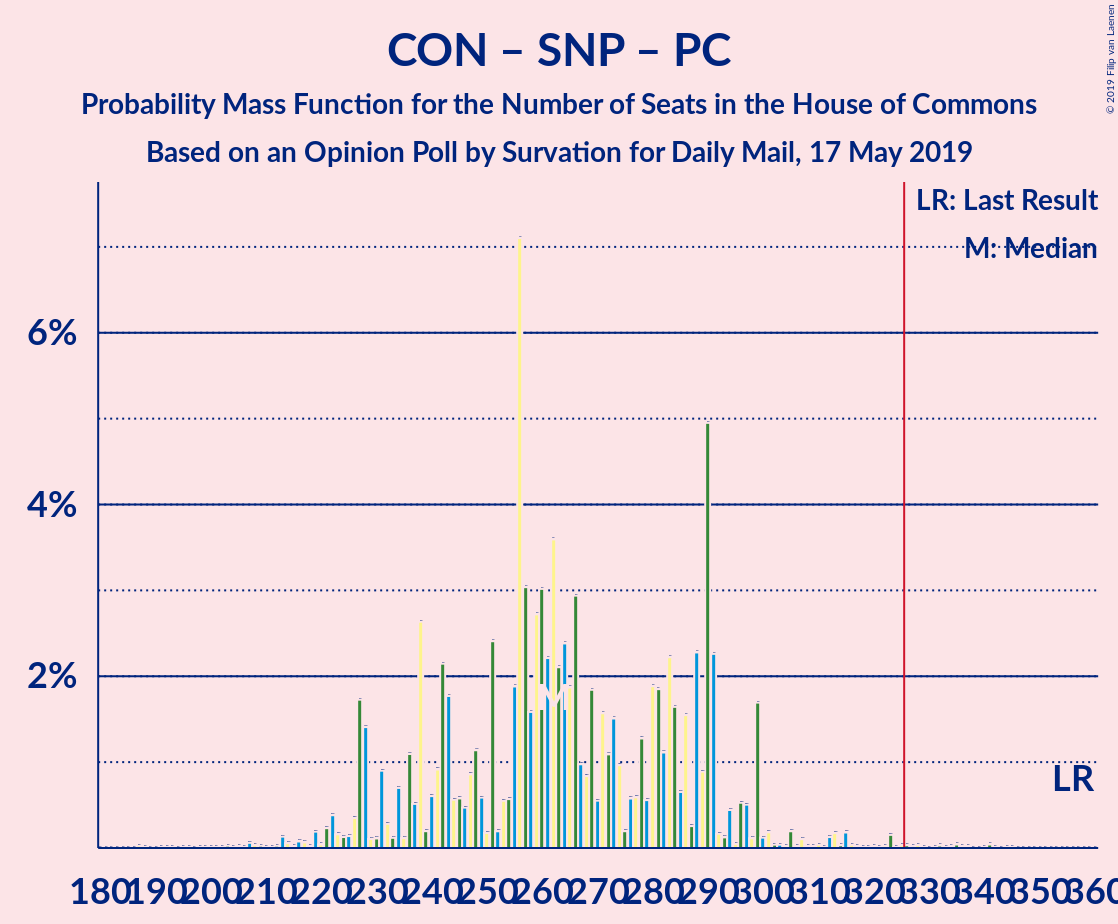 CON – SNP – PC
Probability Mass Function for the Number of Seats in the House of Commons
Based on an Opinion Poll by Survation for Daily Mail, 17 May 2019
© 2019 Filip van Laenen
LR: Last Result
M: Median
6%
4%
2%
M
LR
180 190 200 210 220 230 240 250 260 270 280 290 300 310 320 330 340 350 360